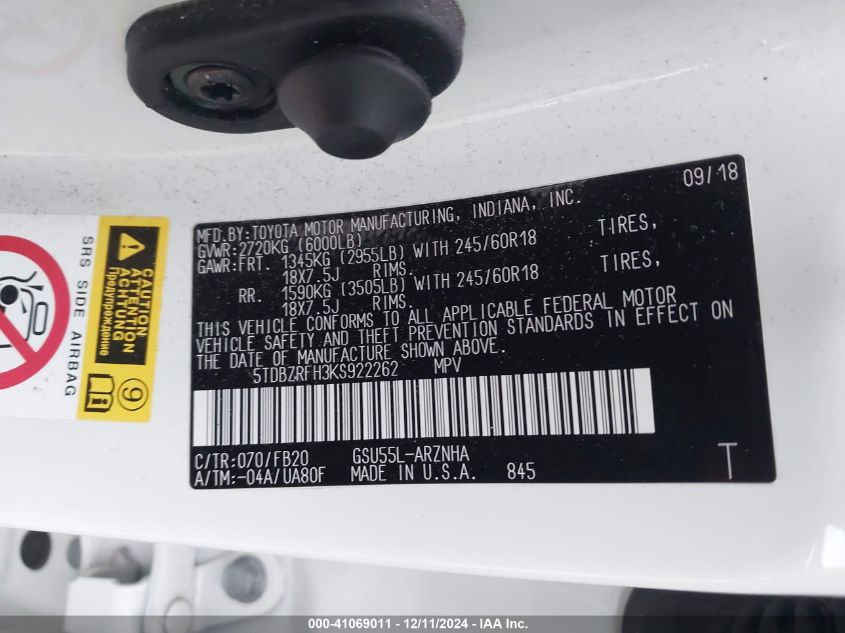 09/18
MFD.BY:TOYOTA MOTOR MANUFACTURING, INDIANA, INC.
GVWR:2720KG (6000LB)
GAWR:FRT. 1345KG (2955LB) WITH 245/60R18 TIRES,
18X7.5J RIMS.
RR. 1590KG (3505LB) WITH 245/60R18 TIRES,
18X7.5J RIMS.
THIS VEHICLE CONFORMS TO ALL APPLICABLE FEDERAL MOTOR
VEHICLE SAFETY AND THEFT PREVENTION STANDARDS IN EFFECT ON
THE DATE OF MANUFACTURE SHOWN ABOVE.
5TDBZRFH3KS922262 MPV
C/TR:070/FB20 GSU55L-ARZNHA
A/TM:-04A/UA80F MADE IN U.S.A. 845
T
SRS SIDE AIRBAG
CAUTION
ATTENTION
ACHTUNG
Предупреждение
9
000-41069011 - 12/11/2024 - IAA Inc.